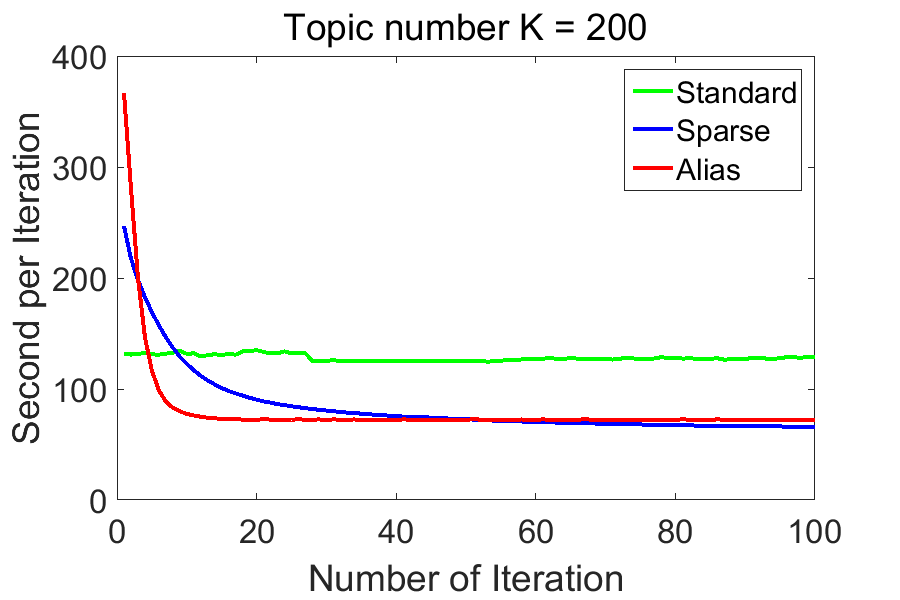 Topic number K = 200
400
300
200
100
0
Second per Iteration
Standard
Sparse
Alias
0 20 40 60 80 100
Number of Iteration